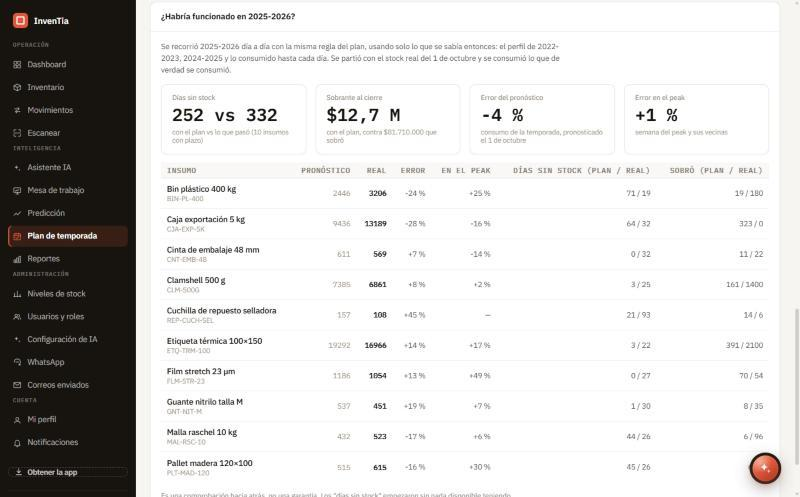 InvenTia
OPERACIÓN
Dashboard
Inventario
Movimientos
Escanear
INTELIGENCIA
Asistente IA
Mesa de trabajo
Predicción
Plan de temporada
Reportes
ADMINISTRACIÓN
Niveles de stock
Usuarios y roles
Configuración de IA
WhatsApp
Correos enviados
CUENTA
Mi perfil
Notificaciones
Obtener la app
¿Habría funcionado en 2025-2026?
Se recorrió 2025-2026 día a día con la misma regla del plan, usando solo lo que se sabía entonces: el perfil de 2022-
2023, 2024-2025 y lo consumido hasta cada día. Se partió con el stock real del 1 de octubre y se consumió lo que de
verdad se consumió.
Días sin stock
252 vs 332
con el plan vs lo que pasó (10 insumos
con plazo)
Sobrante al cierre
$12,7 M
con el plan, contra $81.710.000 que
sobró
Error del pronóstico
-4 %
consumo de la temporada, pronosticado
el 1 de octubre
Error en el peak
+1 %
semana del peak y sus vecinas
INSUMO PRONÓSTICO REAL ERROR EN EL PEAK DÍAS SIN STOCK (PLAN / REAL) SOBRÓ (PLAN / REAL)
Bin plástico 400 kg 2446 3206 -24 % +25 % 71 / 19 19 / 180
BIN-PL-400
Caja exportación 5 kg 9436 13189 -28 % -16 % 64 / 32 323 / 0
CJA-EXP-5K
Cinta de embalaje 48 mm 611 569 +7 % -14 % 0 / 32 11 / 22
CNT-EMB-48
Clamshell 500 g 7385 6861 +8 % +2 % 3 / 25 161 / 1400
CLM-500G
Cuchilla de repuesto selladora 157 108 +45 % — 21 / 93 14 / 6
REP-CUCH-SEL
Etiqueta térmica 100×150 19292 16966 +14 % +17 % 3 / 22 391 / 2100
ETQ-TRM-100
Film stretch 23 µm 1186 1054 +13 % +49 % 0 / 27 70 / 54
FLM-STR-23
Guante nitrilo talla M 537 451 +19 % +7 % 1 / 30 8 / 35
GNT-NIT-M
Malla raschel 10 kg 432 523 -17 % +6 % 44 / 26 6 / 96
MAL-RSC-10
Pallet madera 120×100 515 615 -16 % +30 % 45 / 26
PLT-MAD-120
Es una comprobación hacia atrás, no una garantía. Los "días sin stock" empezaron sin nada disponible teniendo